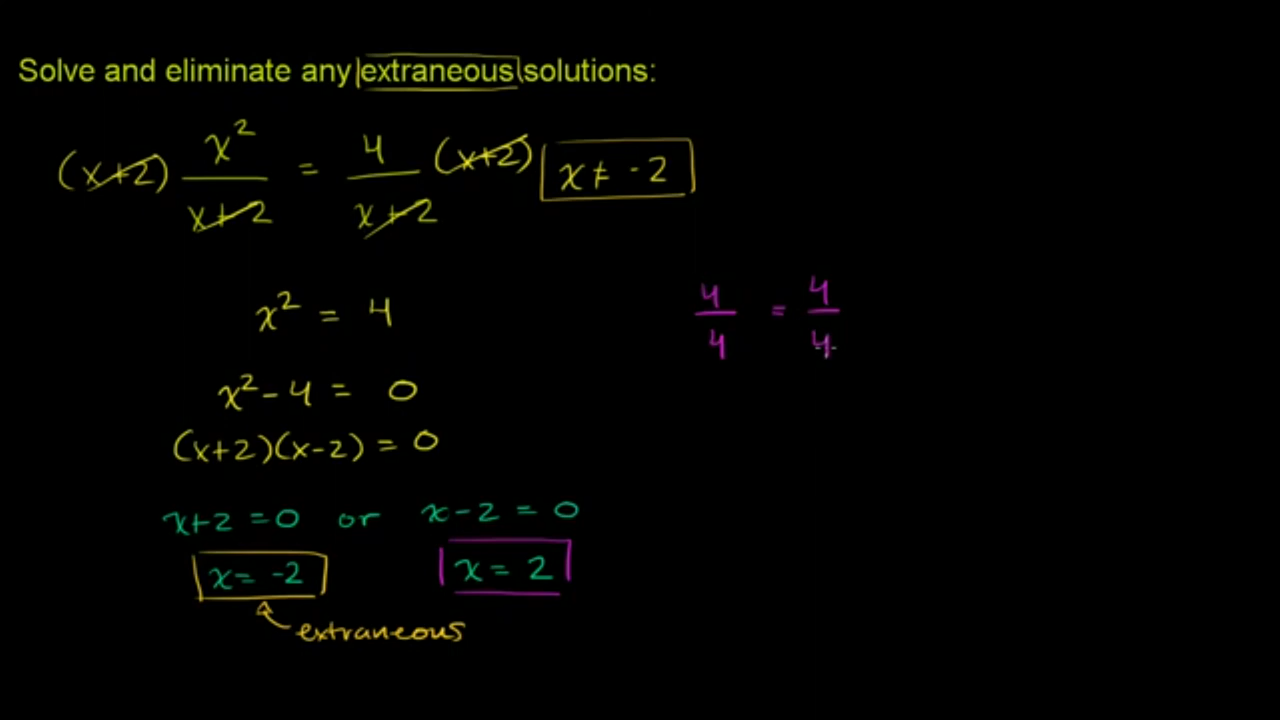 Solve and eliminate any extraneous solutions:
(x+2) x²/x+2 = 4/x+2 (x+2) x ≠ -2
x² = 4
4/4 = 4/4
x² - 4 = 0
(x+2)(x-2) = 0
x+2 = 0 or x-2 = 0
x = -2 x = 2
extraneous